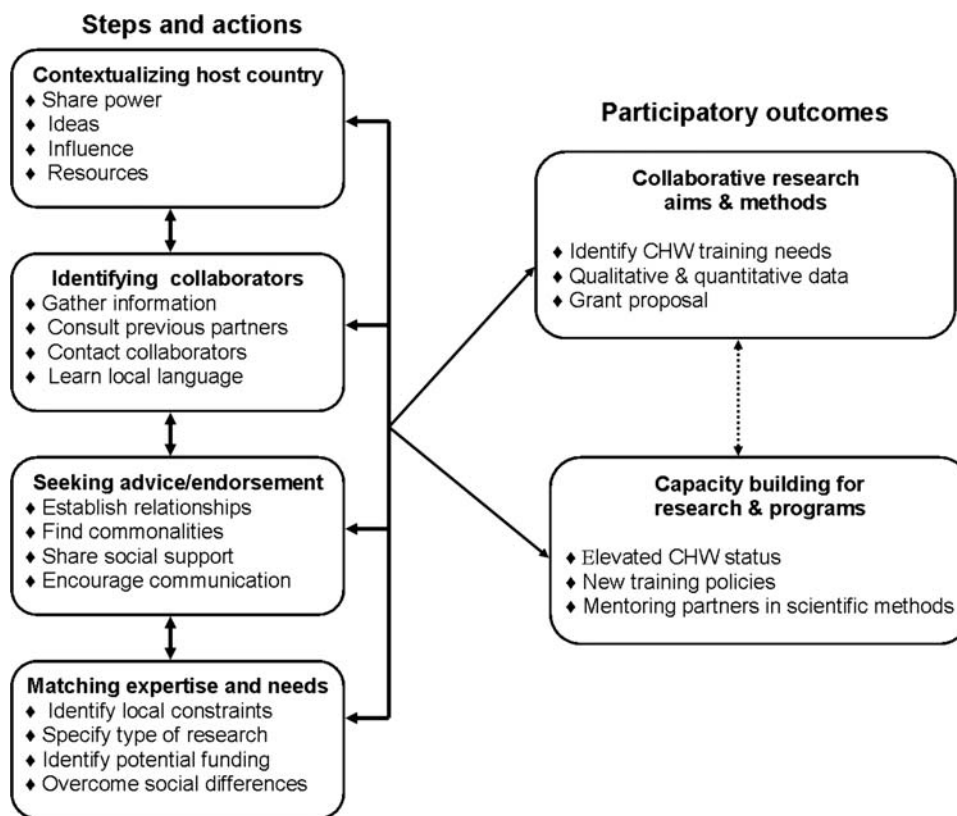 Steps and actions
Contextualizing host country
♦ Share power
♦ Ideas
♦ Influence
♦ Resources
Identifying collaborators
♦ Gather information
♦ Consult previous partners
♦ Contact collaborators
♦ Learn local language
Seeking advice/endorsement
♦ Establish relationships
♦ Find commonalities
♦ Share social support
♦ Encourage communication
Matching expertise and needs
♦ Identify local constraints
♦ Specify type of research
♦ Identify potential funding
♦ Overcome social differences
Participatory outcomes
Collaborative research
aims & methods
♦ Identify CHW training needs
♦ Qualitative & quantitative data
♦ Grant proposal
Capacity building for
research & programs
♦ Elevated CHW status
♦ New training policies
♦ Mentoring partners in scientific methods